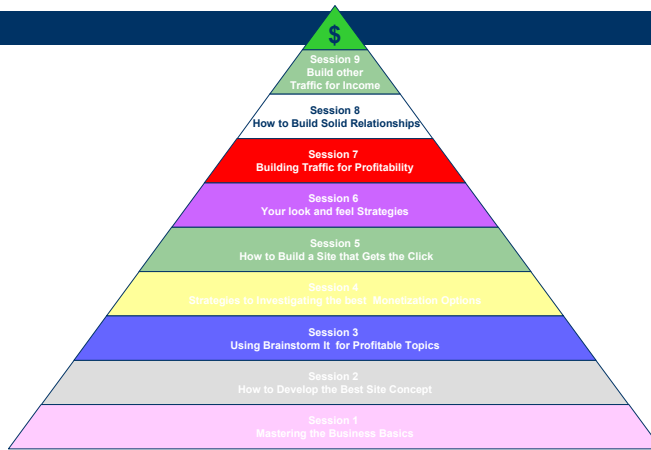 $
Session 9
Build other
Traffic for Income
Session 8
How to Build Solid Relationships
Session 7
Building Traffic for Profitability
Session 6
Your look and feel Strategies
Session 5
How to Build a Site that Gets the Click
Session 4
Strategies to Investigating the best Monetization Options
Session 3
Using Brainstorm It for Profitable Topics
Session 2
How to Develop the Best Site Concept
Session 1
Mastering the Business Basics